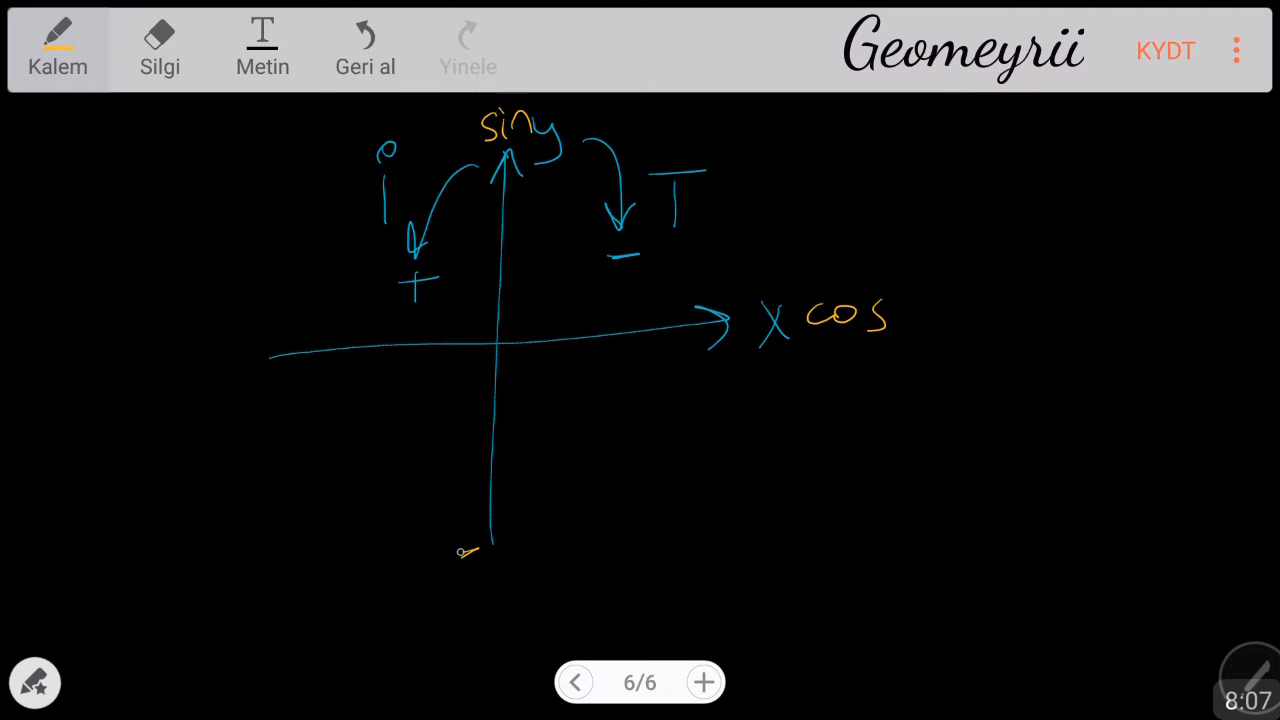 Geomeyrii
Kalem Silgi Metin Geri al Yinele KYDT
siny
i T
+ -
x cos
6/6
8:07